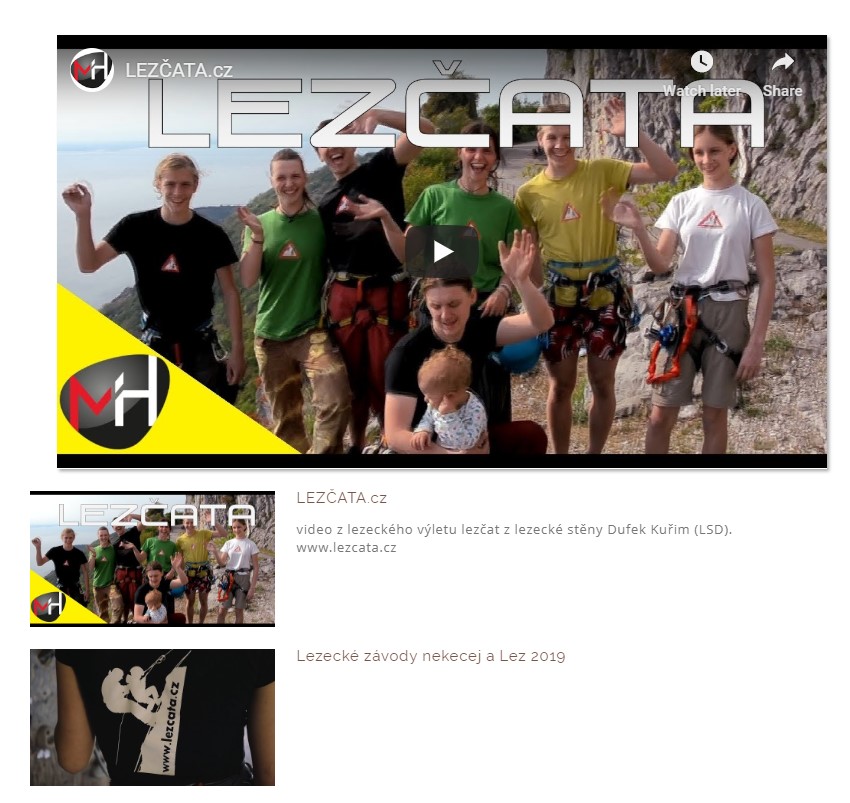 LEZČATA.cz
Watch later
Share
LEZČATA
MH
LEZČATA.cz
video z lezeckého výletu lezčat z lezecké stěny Dufek Kuřim (LSD).
www.lezcata.cz
LEZČATA
MH
Lezecké závody nekecej a Lez 2019
www.lezcata.cz